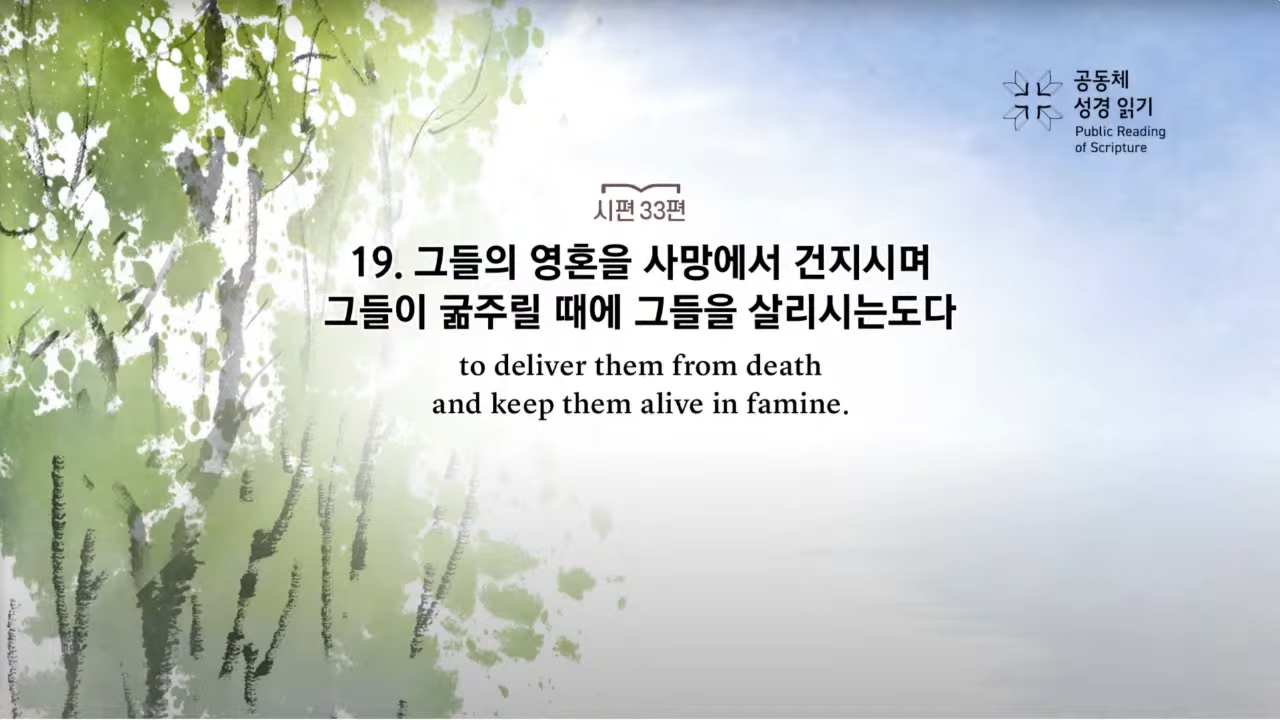 공동체
성경 읽기
Public Reading
of Scripture
시편 33편
19. 그들의 영혼을 사망에서 건지시며
그들이 굶주릴 때에 그들을 살리시는도다
to deliver them from death
and keep them alive in famine.